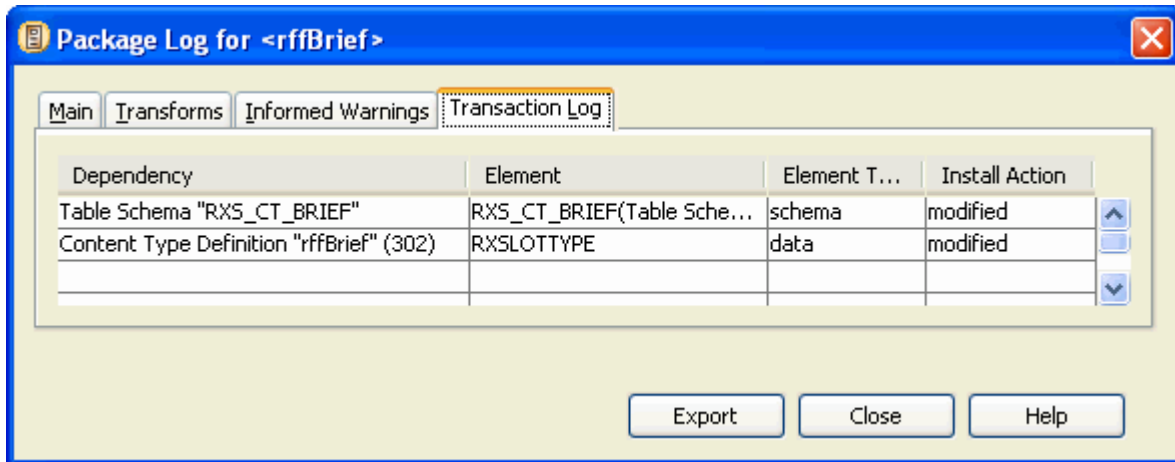 Package Log for <rffBrief>
Main Transforms Informed Warnings Transaction Log
Dependency Element Element T... Install Action
Table Schema "RXS_CT_BRIEF" RXS_CT_BRIEF(Table Sche... schema modified
Content Type Definition "rffBrief" (302) RXSLOTTYPE data modified
Export Close Help